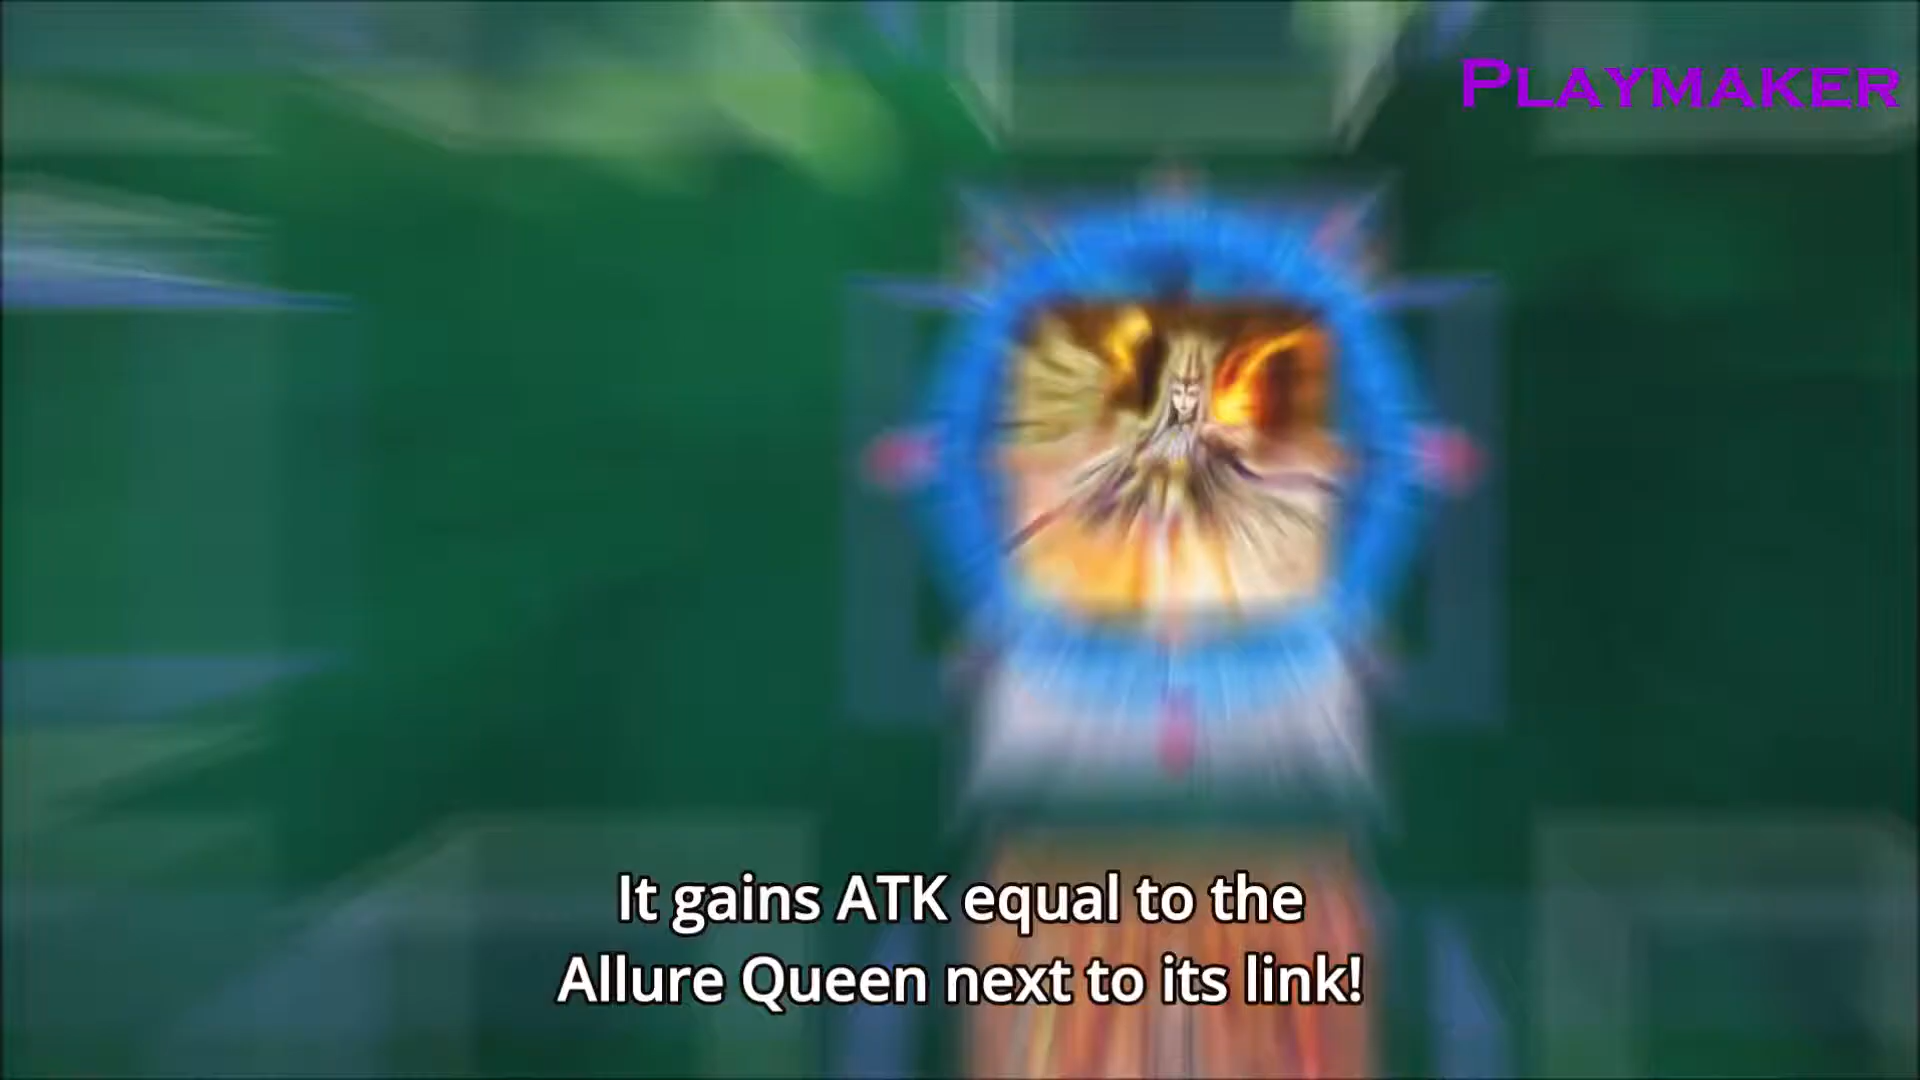 PLAYMAKER
It gains ATK equal to the
Allure Queen next to its link!